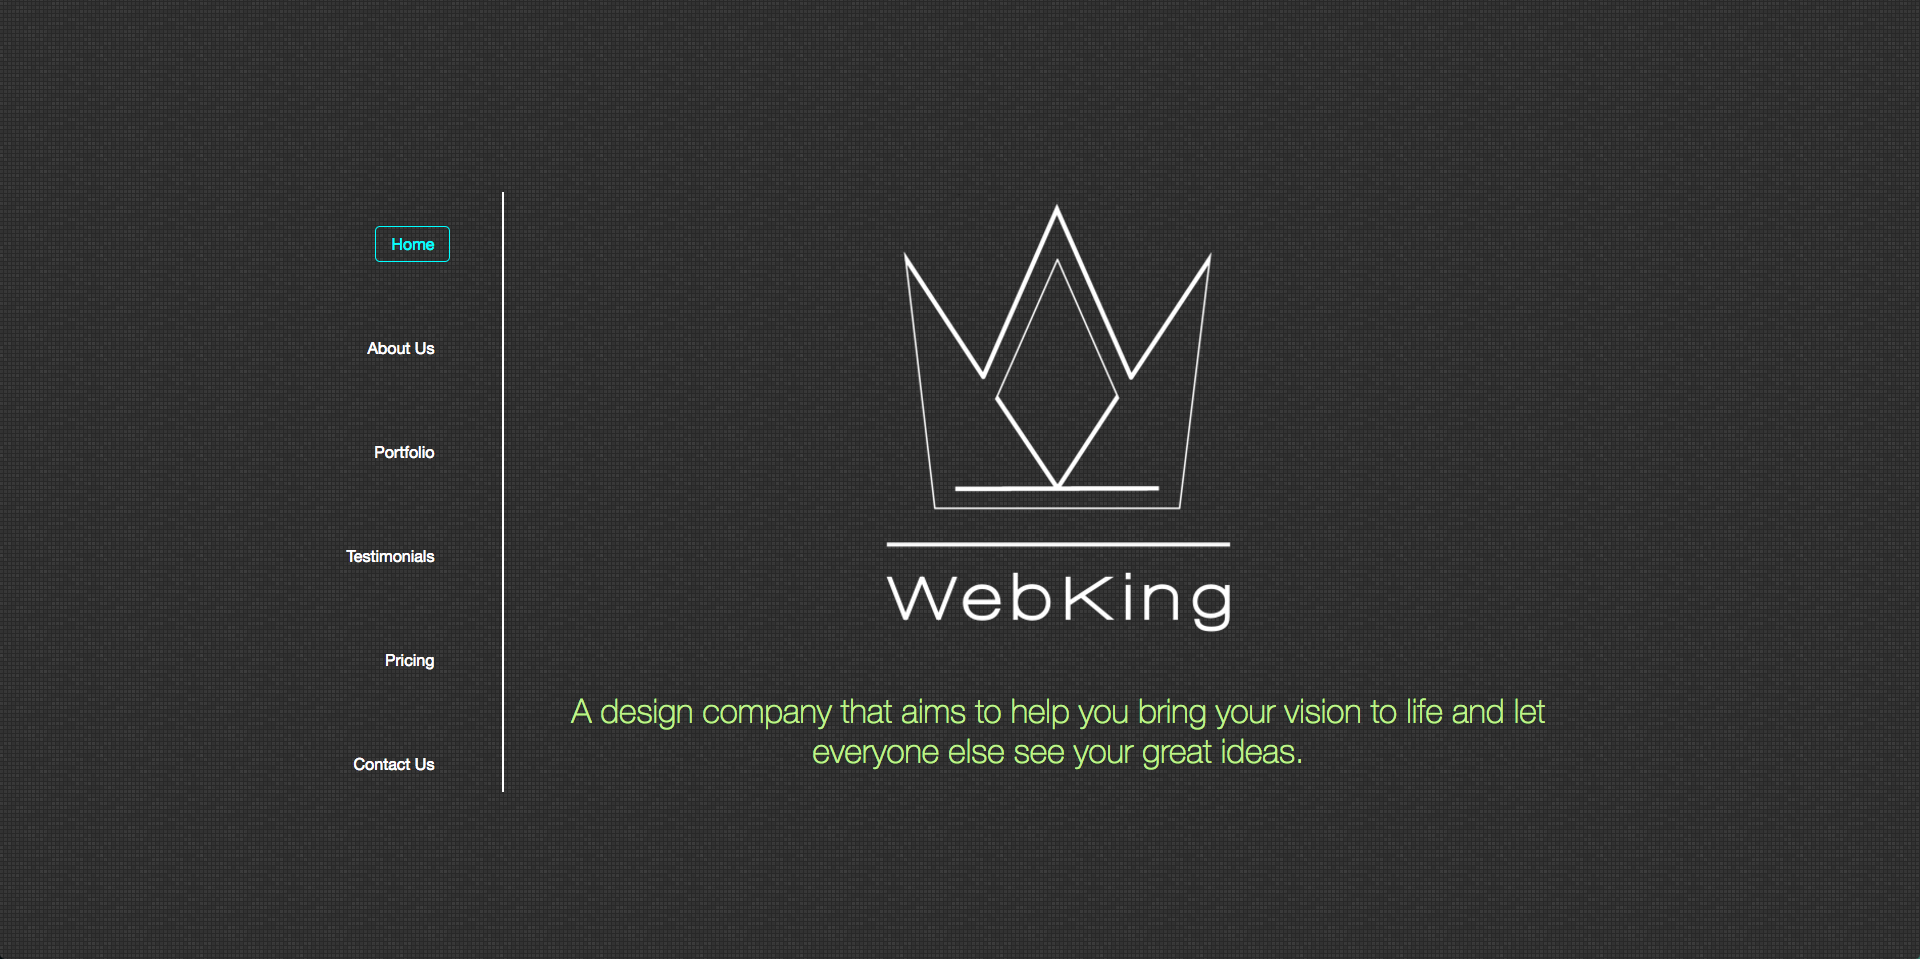 Home
About Us
Portfolio
Testimonials
Pricing
Contact Us
WebKing
A design company that aims to help you bring your vision to life and let
everyone else see your great ideas.